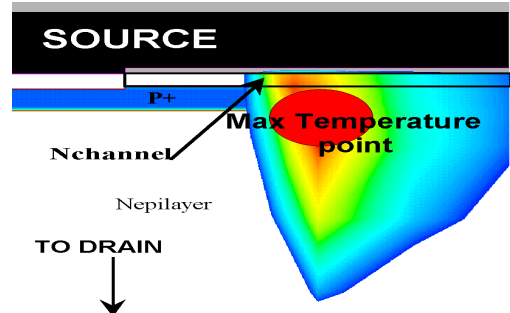 SOURCE
P+
Max Temperature
point
Nchannel
Nepilayer
TO DRAIN